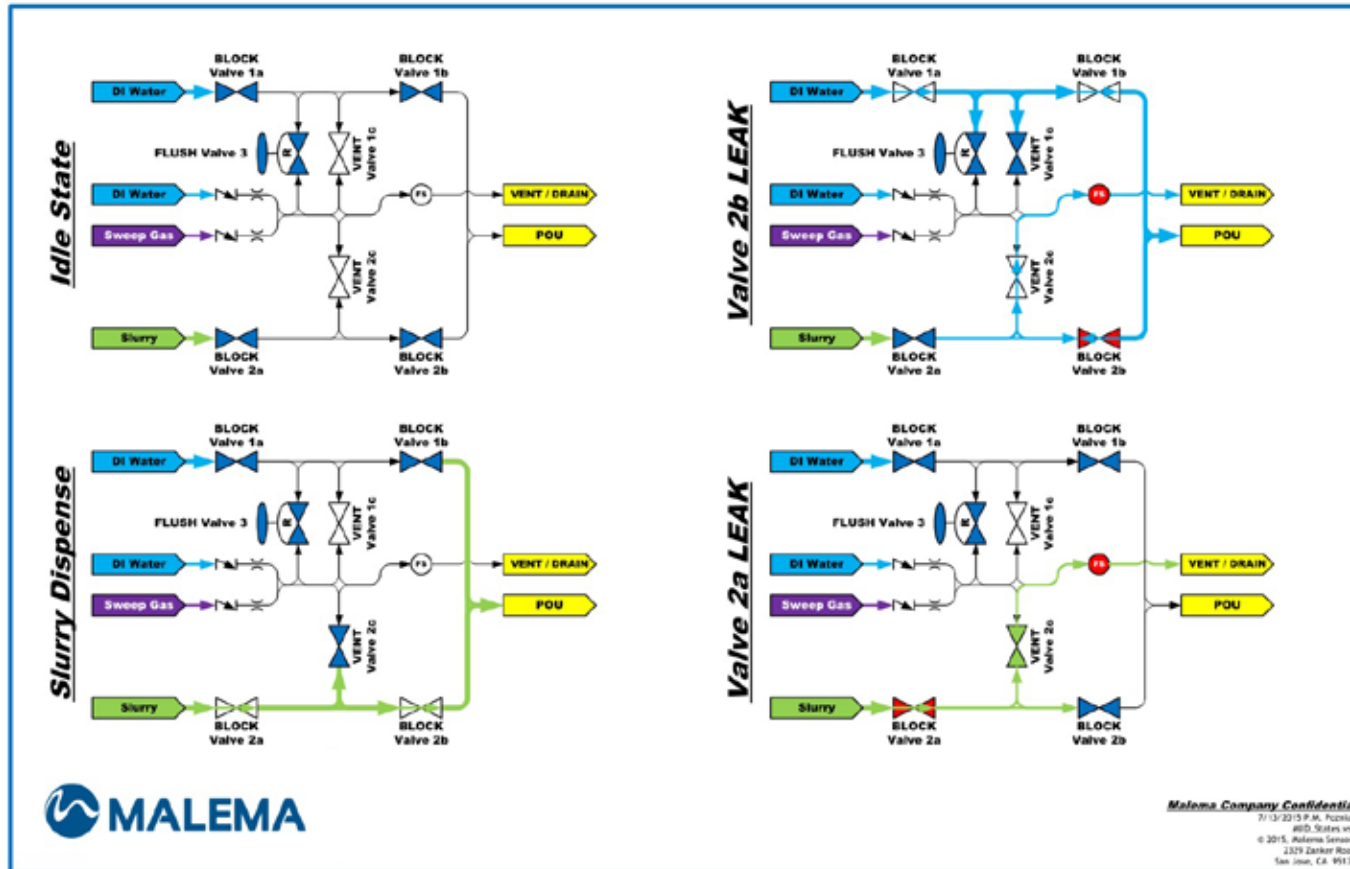 Idle State
BLOCK
Valve 1a
BLOCK
Valve 1b
DI Water
FLUSH Valve 3
R
VENT
Valve 1c
DI Water
FS
VENT / DRAIN
Sweep Gas
POU
VENT
Valve 2c
Slurry
BLOCK
Valve 2a
BLOCK
Valve 2b
Valve 2b LEAK
BLOCK
Valve 1a
BLOCK
Valve 1b
DI Water
FLUSH Valve 3
R
VENT
Valve 1c
DI Water
FS
VENT / DRAIN
Sweep Gas
POU
VENT
Valve 2c
Slurry
BLOCK
Valve 2a
BLOCK
Valve 2b
Slurry Dispense
BLOCK
Valve 1a
BLOCK
Valve 1b
DI Water
FLUSH Valve 3
R
VENT
Valve 1c
DI Water
FS
VENT / DRAIN
Sweep Gas
POU
VENT
Valve 2c
Slurry
BLOCK
Valve 2a
BLOCK
Valve 2b
Valve 2a LEAK
BLOCK
Valve 1a
BLOCK
Valve 1b
DI Water
FLUSH Valve 3
R
VENT
Valve 1c
DI Water
FS
VENT / DRAIN
Sweep Gas
POU
VENT
Valve 2c
Slurry
BLOCK
Valve 2a
BLOCK
Valve 2b
MALEMA
Malema Company Confidentia
7/13/2015 P.M.
© 2015, Malema
2329 Zanker
San Jose, CA